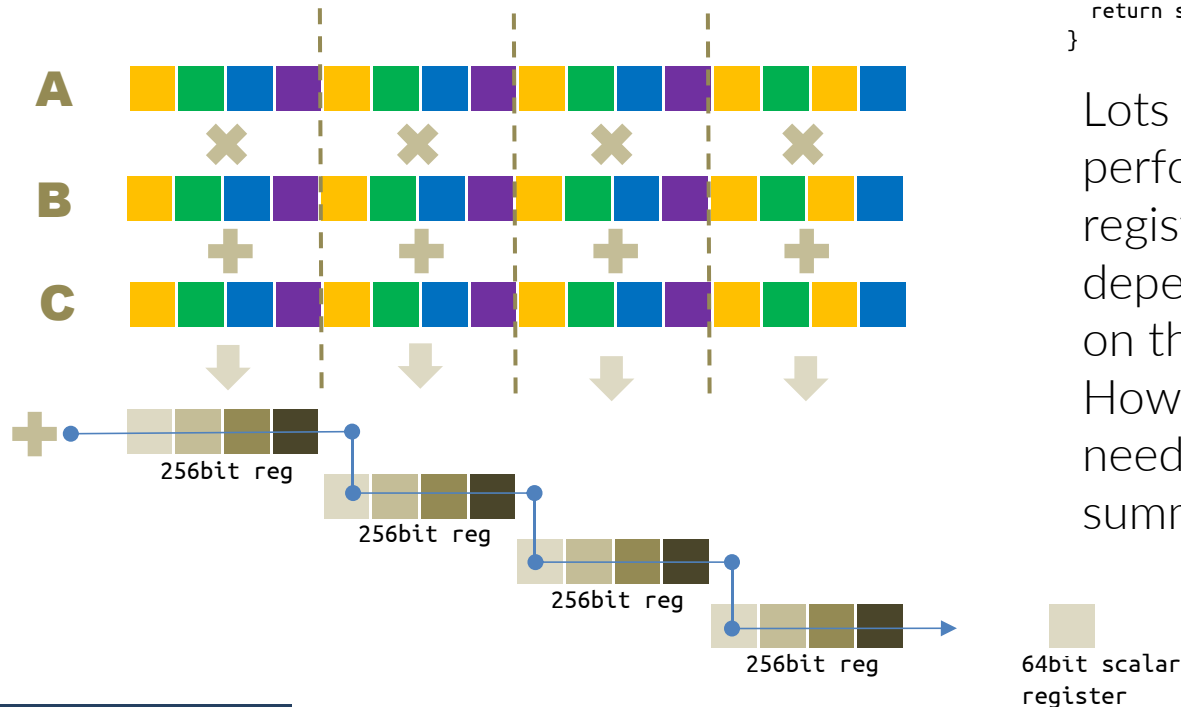 return s
}
A
B
C
Lots
perfo
regist
depe
on th
How
need
sumr
256bit reg
256bit reg
256bit reg
256bit reg
64bit scalar
register